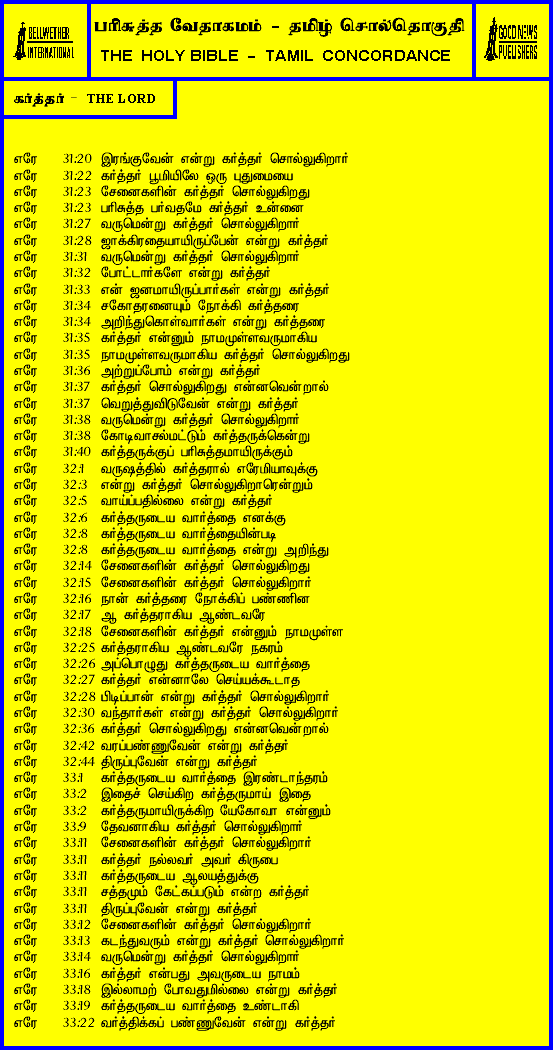 BELLWETHER
INTERNATIONAL
பரிசுத்த வேதாகமம் - தமிழ் சொல்தொகுதி
THE HOLY BIBLE - TAMIL CONCORDANCE
GOOD NEWS
PUBLISHERS
கர்த்தர் - THE LORD
எரே 31:20 இரங்குவேன் என்று கர்த்தர் சொல்லுகிறார்
எரே 31:22 கர்த்தர் பூமியிலே ஒரு புதுமையை
எரே 31:23 சேனைகளின் கர்த்தர் சொல்லுகிறது
எரே 31:23 பரிசுத்த பர்வதமே கர்த்தர் உன்னை
எரே 31:27 வருமென்று கர்த்தர் சொல்லுகிறார்
எரே 31:28 ஜாக்கிரதையாயிருப்பேன் என்று கர்த்தர்
எரே 31:31 வருமென்று கர்த்தர் சொல்லுகிறார்
எரே 31:32 போட்டார்களே என்று கர்த்தர்
எரே 31:33 என் ஜனமாயிருப்பார்கள் என்று கர்த்தர்
எரே 31:34 சகோதரனையும் நோக்கி கர்த்தரை
எரே 31:34 அறிந்துகொள்வார்கள் என்று கர்த்தரை
எரே 31:35 கர்த்தர் என்னும் நாமமுள்ளவருமாகிய
எரே 31:35 நாமமுள்ளவருமாகிய கர்த்தர் சொல்லுகிறது
எரே 31:36 அற்றுப்போம் என்று கர்த்தர்
எரே 31:37 கர்த்தர் சொல்லுகிறது என்னவென்றால்
எரே 31:37 வெறுத்துவிடுவேன் என்று கர்த்தர்
எரே 31:38 வருமென்று கர்த்தர் சொல்லுகிறார்
எரே 31:38 கோடிவாசல்மட்டும் கர்த்தருக்கென்று
எரே 31:40 கர்த்தருக்குப் பரிசுத்தமாயிருக்கும்
எரே 32:1 வருஷத்தில் கர்த்தரால் எரேமியாவுக்கு
எரே 32:3 என்று கர்த்தர் சொல்லுகிறாரென்றும்
எரே 32:5 வாய்ப்பதில்லை என்று கர்த்தர்
எரே 32:6 கர்த்தருடைய வார்த்தை எனக்கு
எரே 32:8 கர்த்தருடைய வார்த்தையின்படி
எரே 32:8 கர்த்தருடைய வார்த்தை என்று அறிந்து
எரே 32:14 சேனைகளின் கர்த்தர் சொல்லுகிறது
எரே 32:15 சேனைகளின் கர்த்தர் சொல்லுகிறார்
எரே 32:16 நான் கர்த்தரை நோக்கிப் பண்ணின
எரே 32:17 ஆ கர்த்தராகிய ஆண்டவரே
எரே 32:18 சேனைகளின் கர்த்தர் என்னும் நாமமுள்ள
எரே 32:25 கர்த்தராகிய ஆண்டவரே நகரம்
எரே 32:26 அப்பொழுது கர்த்தருடைய வார்த்தை
எரே 32:27 கர்த்தர் என்னாலே செய்யக்கூடாத
எரே 32:28 பிடிப்பான் என்று கர்த்தர் சொல்லுகிறார்
எரே 32:30 வந்தார்கள் என்று கர்த்தர் சொல்லுகிறார்
எரே 32:36 கர்த்தர் சொல்லுகிறது என்னவென்றால்
எரே 32:42 வரப்பண்ணுவேன் என்று கர்த்தர்
எரே 32:44 திருப்புவேன் என்று கர்த்தர்
எரே 33:1 கர்த்தருடைய வார்த்தை இரண்டாந்தரம்
எரே 33:2 இதைச் செய்கிற கர்த்தருமாய் இதை
எரே 33:2 கர்த்தருமாயிருக்கிற யேகோவா என்னும்
எரே 33:9 தேவனாகிய கர்த்தர் சொல்லுகிறார்
எரே 33:11 சேனைகளின் கர்த்தர் சொல்லுகிறார்
எரே 33:11 கர்த்தர் நல்லவர் அவர் கிருபை
எரே 33:11 கர்த்தருடைய ஆலயத்துக்கு
எரே 33:11 சத்தமும் கேட்கப்படும் என்ற கர்த்தர்
எரே 33:11 திருப்புவேன் என்று கர்த்தர்
எரே 33:12 சேனைகளின் கர்த்தர் சொல்லுகிறார்
எரே 33:13 கடந்துவரும் என்று கர்த்தர் சொல்லுகிறார்
எரே 33:14 வருமென்று கர்த்தர் சொல்லுகிறார்
எரே 33:16 கர்த்தர் என்பது அவருடைய நாமம்
எரே 33:18 இல்லாமற் போவதுமில்லை என்று கர்த்தர்
எரே 33:19 கர்த்தருடைய வார்த்தை உண்டாகி
எரே 33:22 வர்த்திக்கப் பண்ணுவேன் என்று கர்த்தர்